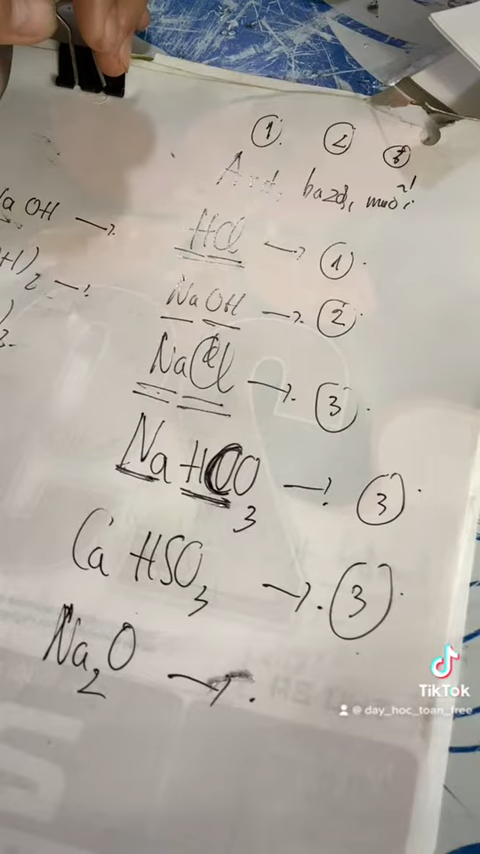 ① ② ③
Axit, bazơ, muối
NaOH → HCl → ①.
H)₂ → NaOH → ②
NaCl → ③.
NaHCO₃ → ③.
CaHSO₃ → ③.
Na₂O →.
TikTok
@day_hoc_toan_free